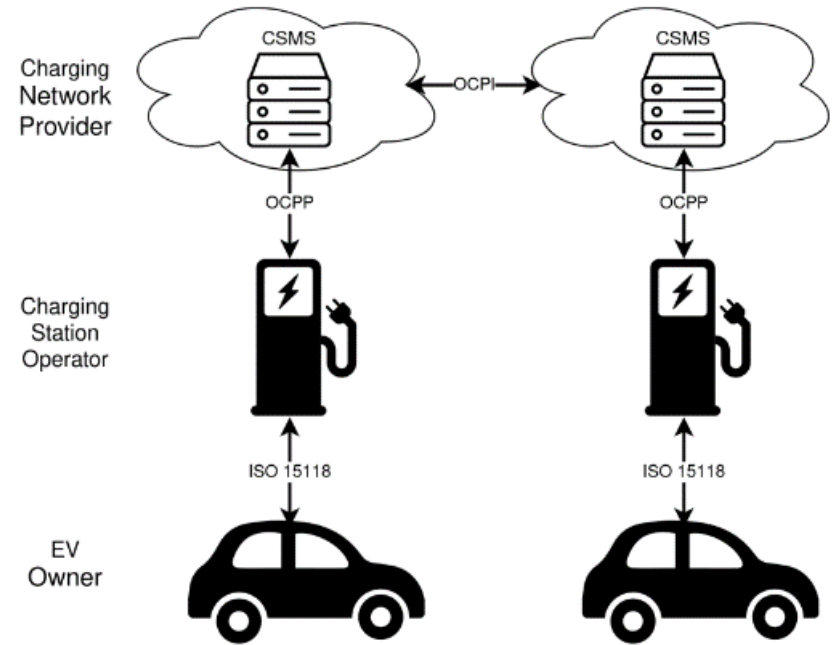 CSMS
CSMS
Charging
Network
Provider
OCPI
OCPP
OCPP
Charging
Station
Operator
ISO 15118
ISO 15118
EV
Owner